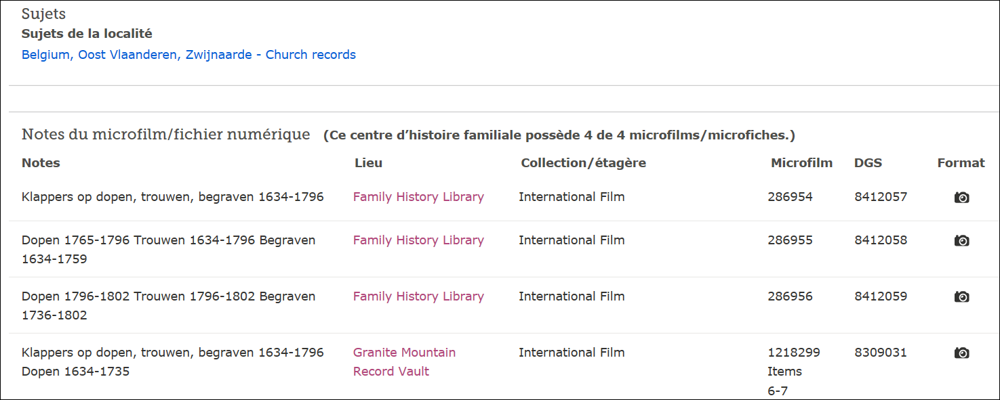 Sujets
Sujets de la localité
Belgium, Oost Vlaanderen, Zwijnaarde - Church records
Notes du microfilm/fichier numérique (Ce centre d’histoire familiale possède 4 de 4 microfilms/microfiches.)
Notes Lieu Collection/étagère Microfilm DGS Format
Klappers op dopen, trouwen, begraven 1634-1796 Family History Library International Film 286954 8412057
Dopen 1765-1796 Trouwen 1634-1796 Begraven Family History Library International Film 286955 8412058
1634-1759
Dopen 1796-1802 Trouwen 1796-1802 Begraven Family History Library International Film 286956 8412059
1736-1802
Klappers op dopen, trouwen, begraven 1634-1796 Granite Mountain International Film 1218299 8309031
Dopen 1634-1735 Record Vault Items
6-7